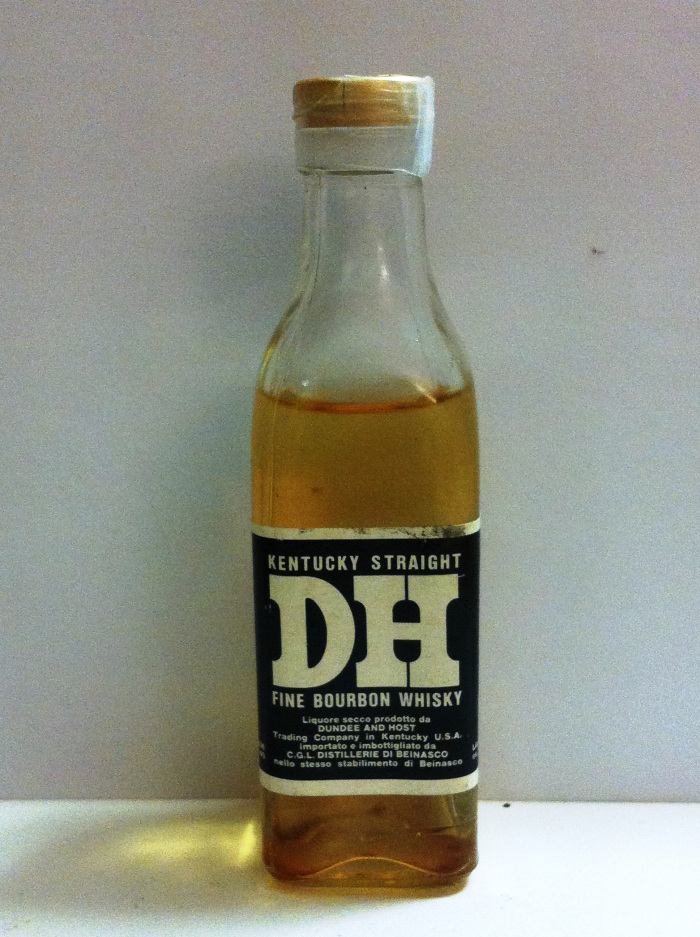 KENTUCKY STRAIGHT
DH
FINE BOURBON WHISKY
Liquore secco prodotto da
DUNDEE AND HOST
Trading Company in Kentucky U.S.A.
importato e imbottigliato da
C.G.L. DISTILLERIE DI BEINASCO
nello stesso stabilimento di Beinasco